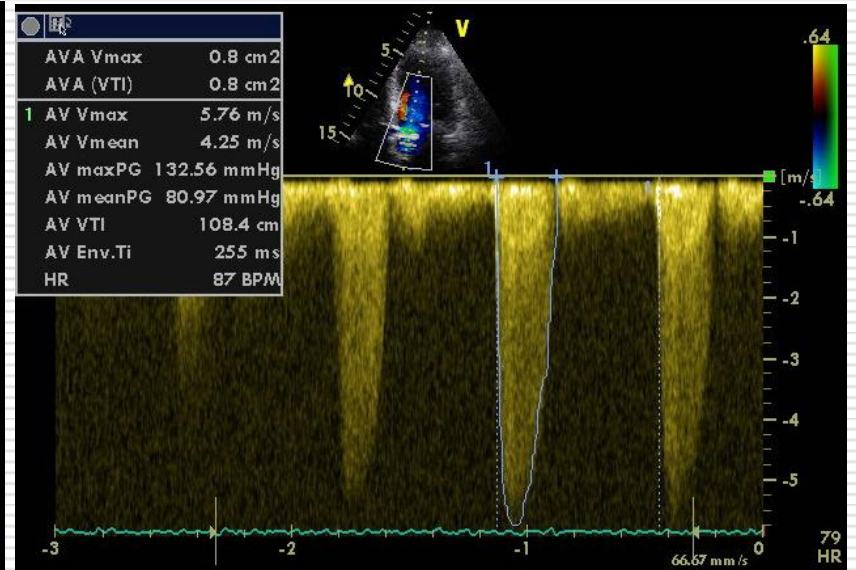 AVA Vmax 0.8 cm2
AVA (VTI) 0.8 cm2
1 AV Vmax 5.76 m/s
AV Vmean 4.25 m/s
AV maxPG 132.56 mmHg
AV meanPG 80.97 mmHg
AV VTI 108.4 cm
AV Env.Ti 255 ms
HR 87 BPM
V
5
10
15
.64
-.64
1
[m/s]
-1
-2
-3
-4
-5
-3 -2 -1 0
66.67 mm/s
79
HR